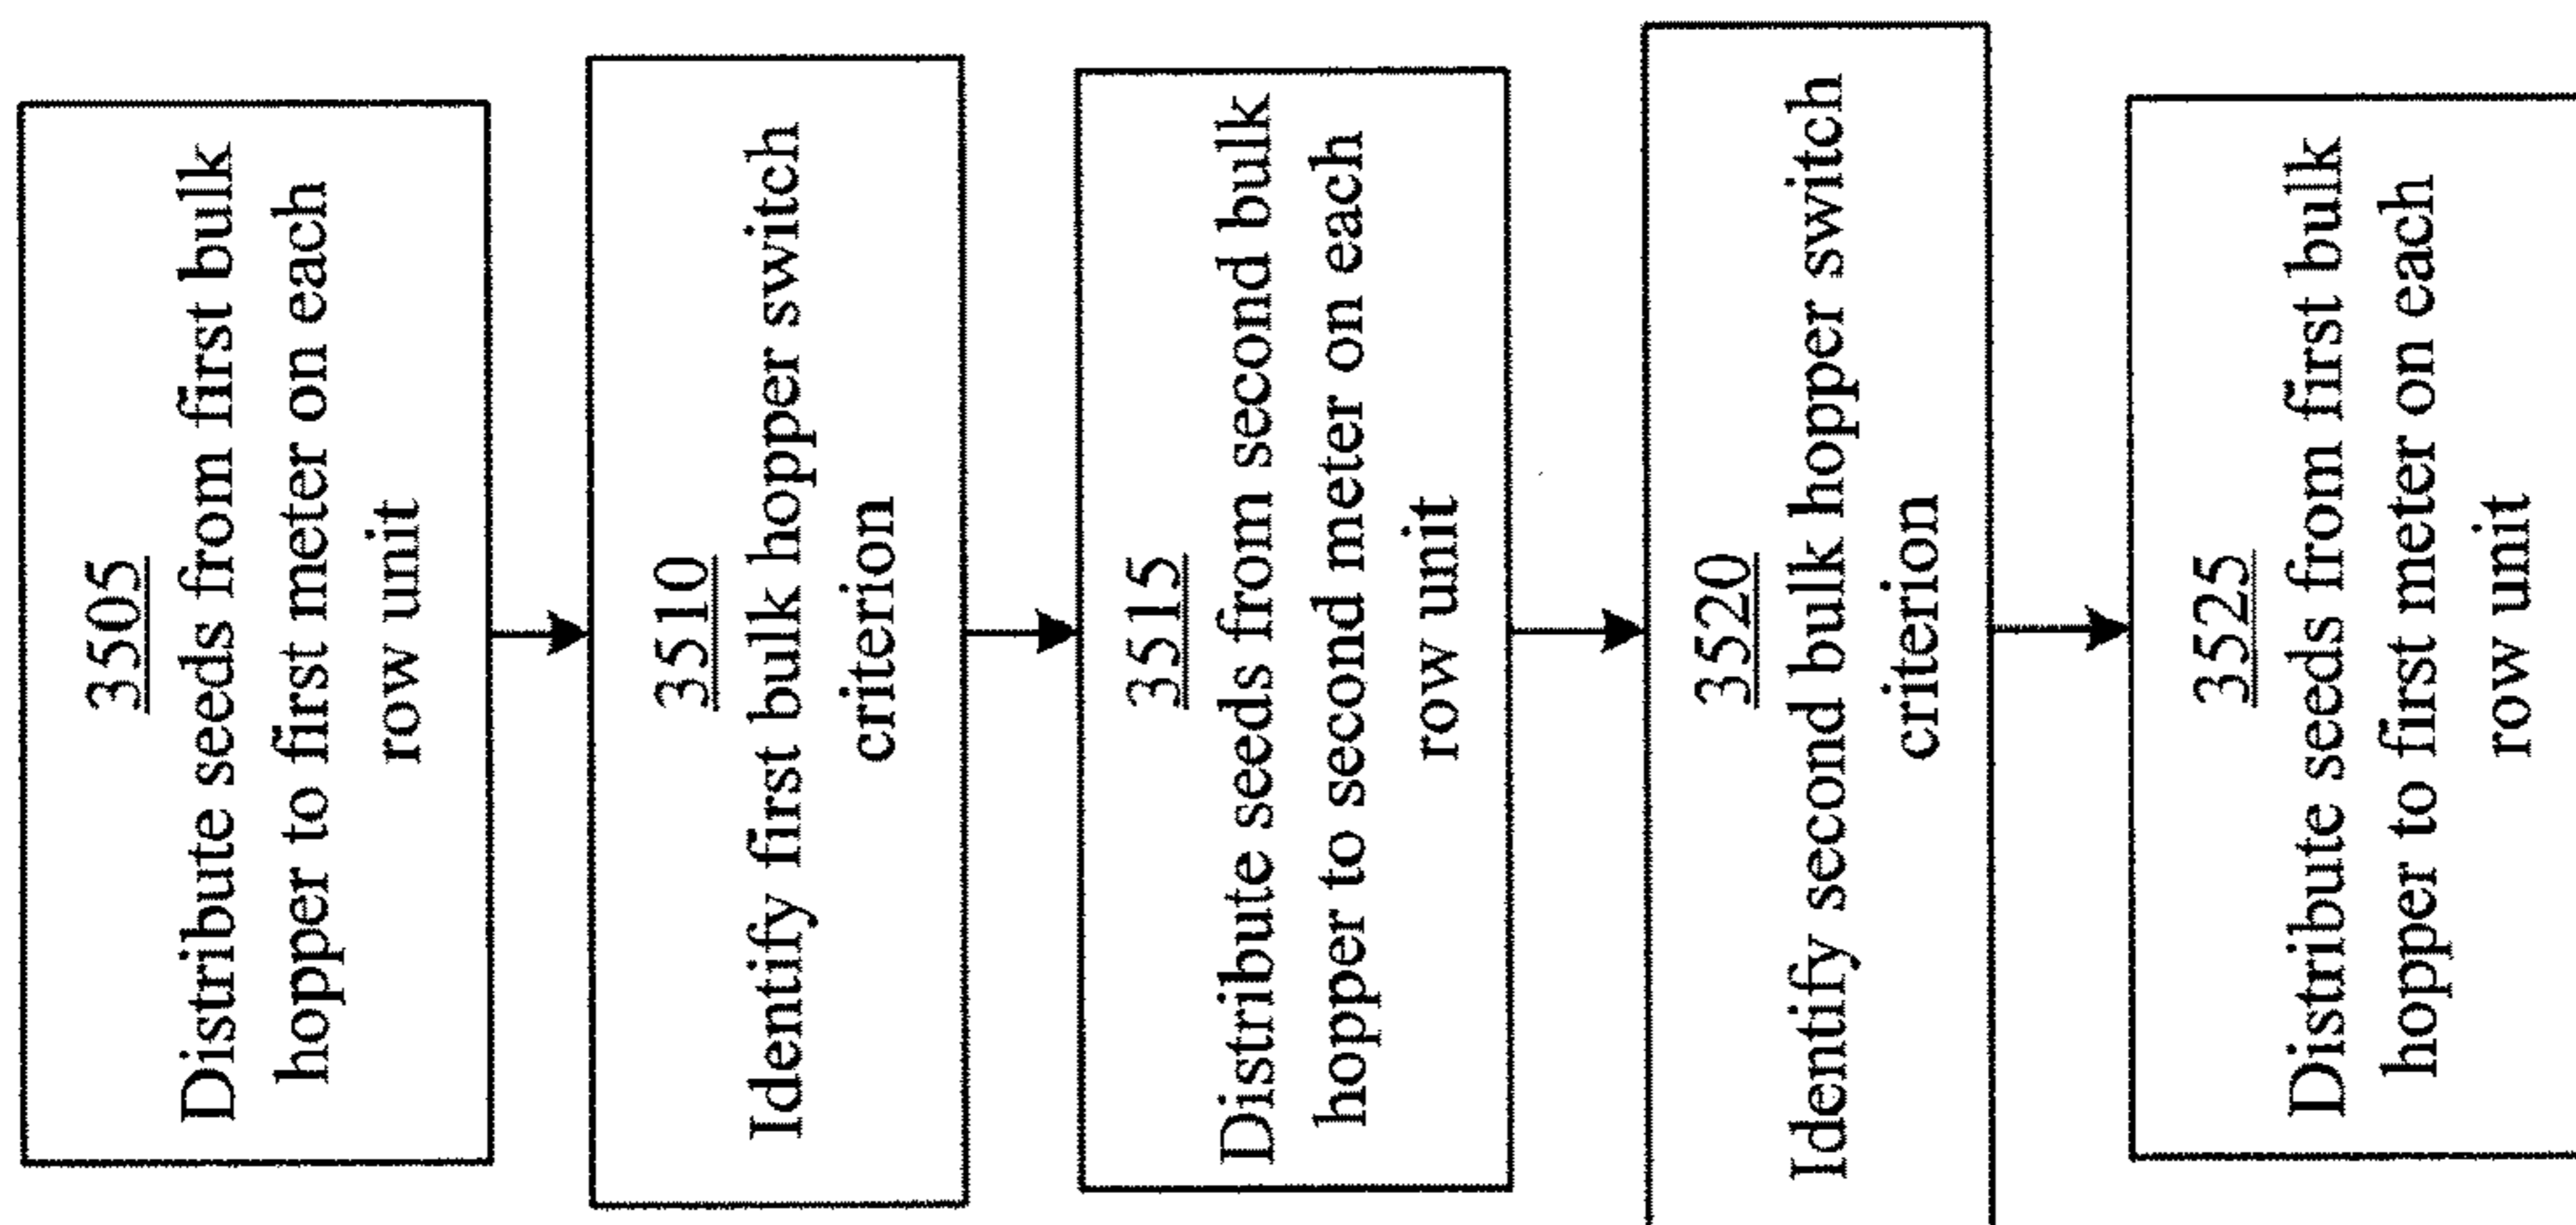 3505
Distribute seeds from first bulk
hopper to first meter on each
row unit
3510
Identify first bulk hopper switch
criterion
3515
Distribute seeds from second bulk
hopper to second meter on each
row unit
3520
Identify second bulk hopper switch
criterion
3525
Distribute seeds from first bulk
hopper to first meter on each
row unit